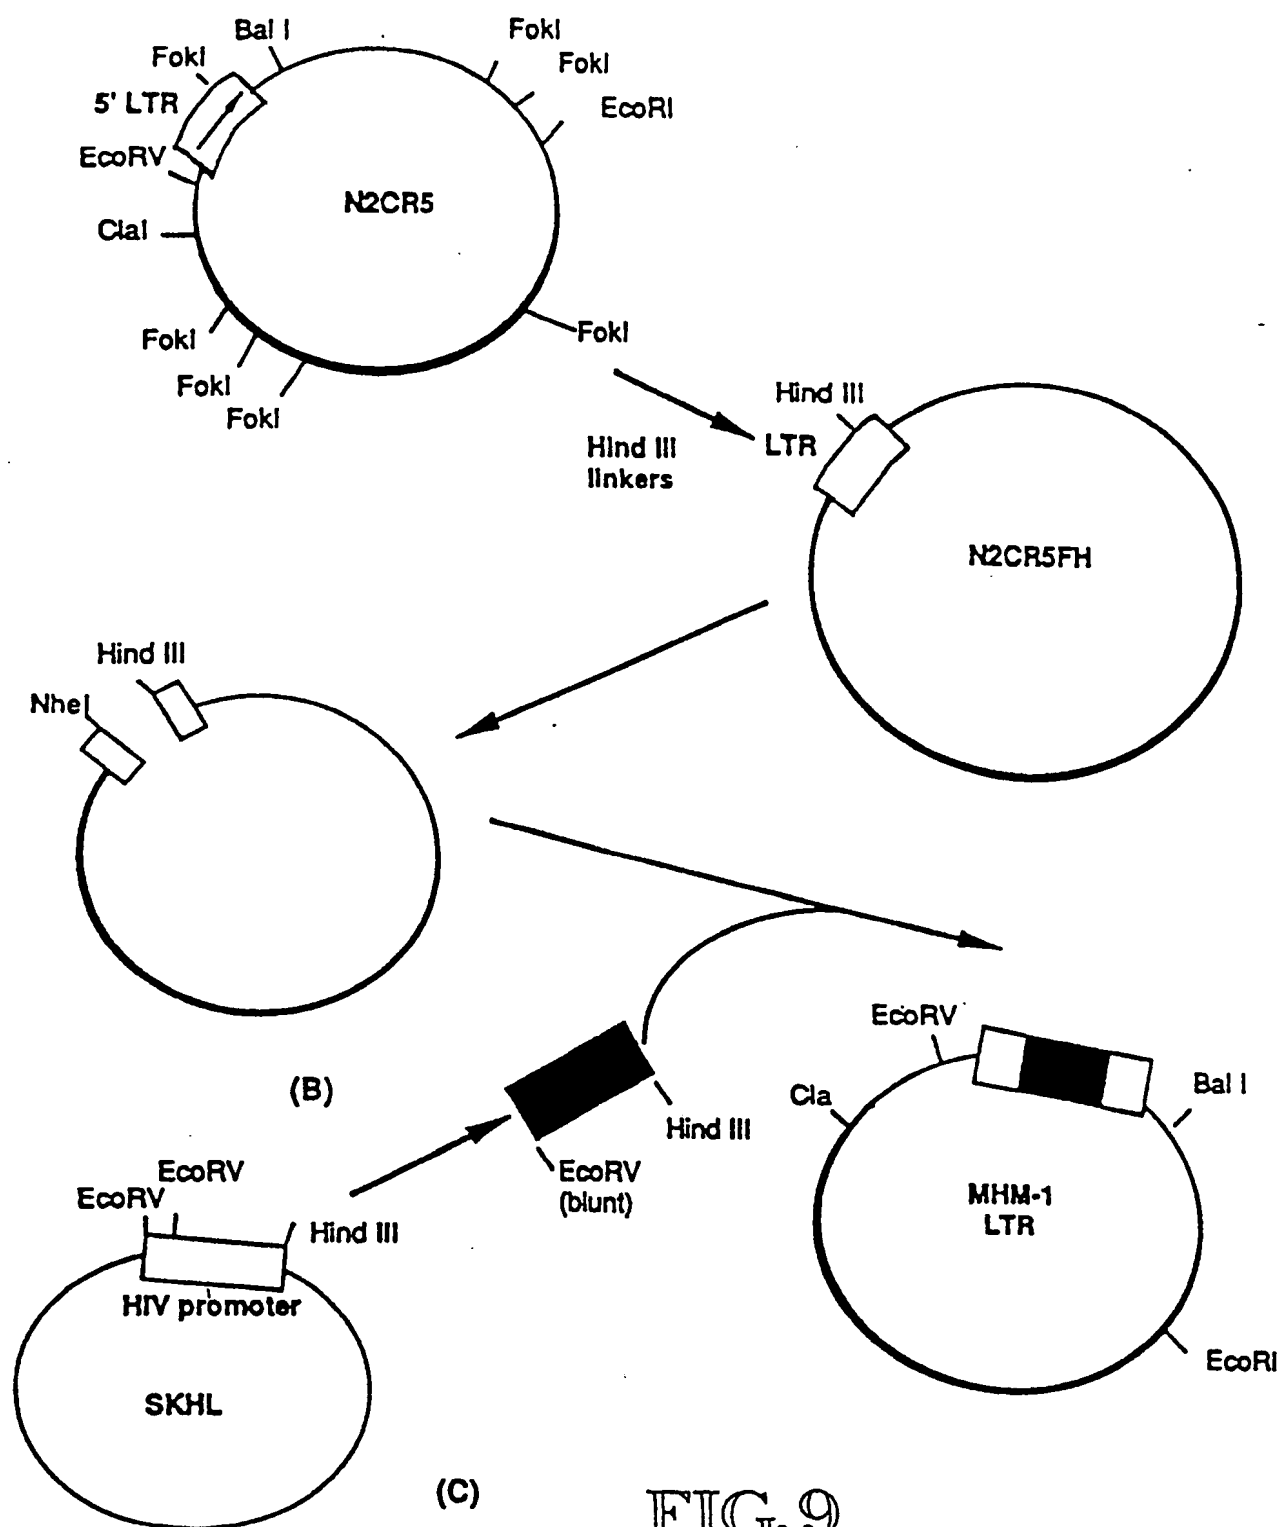 Bal I
FokI
5' LTR
EcoRV
ClaI
FokI
FokI
FokI
FokI
FokI
EcoRI
N2CR5
FokI
Hind III
linkers
Hind III
LTR
N2CR5FH
Hind III
NheI
(B)
EcoRV
(blunt)
Hind III
EcoRV
EcoRV
Hind III
HIV promoter
SKHL
(C)
EcoRV
Cla
Bal I
MHM-1
LTR
EcoRI
FIG. 9